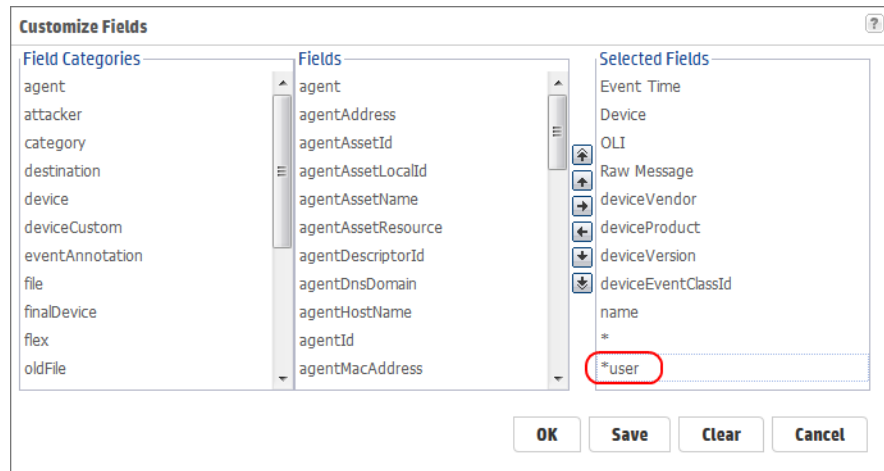 Customize Fields
?
Field Categories
agent
attacker
category
destination
device
deviceCustom
eventAnnotation
file
finalDevice
flex
oldFile
Fields
agent
agentAddress
agentAssetId
agentAssetLocalId
agentAssetName
agentAssetResource
agentDescriptorId
agentDnsDomain
agentHostName
agentId
agentMacAddress
Selected Fields
Event Time
Device
OLI
Raw Message
deviceVendor
deviceProduct
deviceVersion
deviceEventClassId
name
*
*user
OK
Save
Clear
Cancel